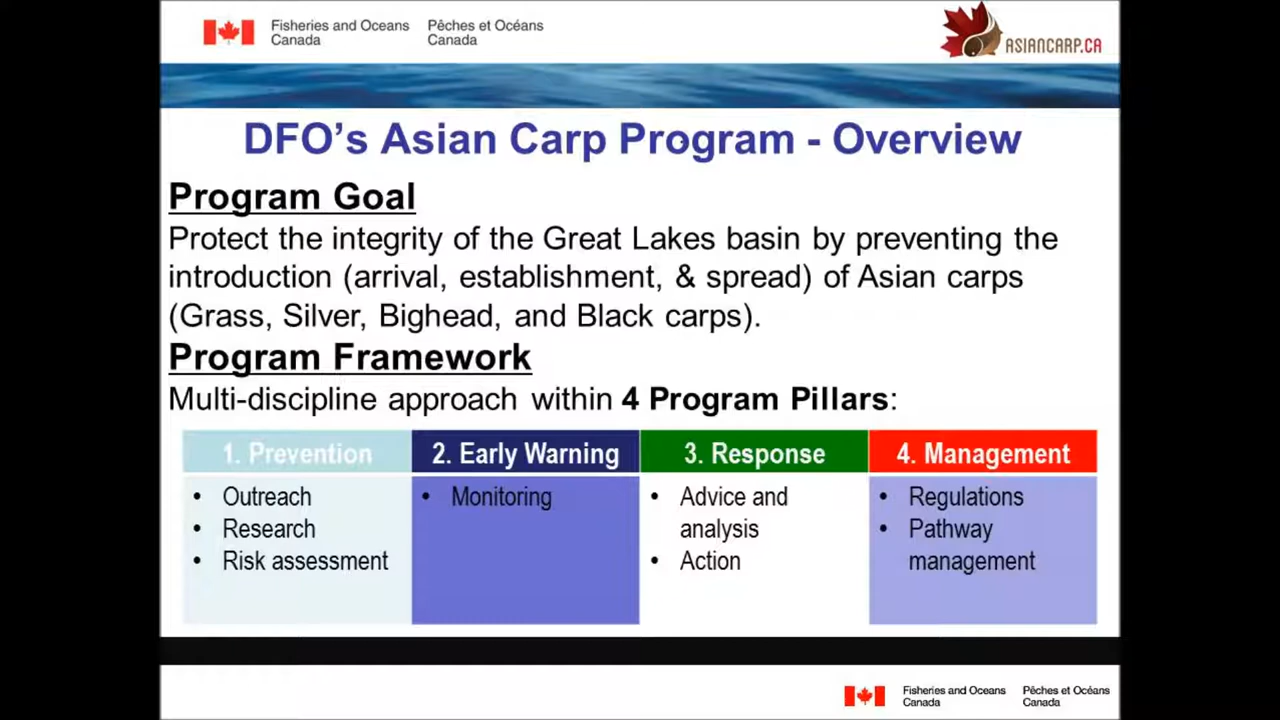 Fisheries and Oceans Pêches et Océans
Canada Canada
ASIANCARP.CA
DFO's Asian Carp Program - Overview
Program Goal
Protect the integrity of the Great Lakes basin by preventing the
introduction (arrival, establishment, & spread) of Asian carps
(Grass, Silver, Bighead, and Black carps).
Program Framework
Multi-discipline approach within 4 Program Pillars:
1. Prevention
• Outreach
• Research
• Risk assessment
2. Early Warning
• Monitoring
3. Response
• Advice and
analysis
• Action
4. Management
• Regulations
• Pathway
management
Fisheries and Oceans Pêches et Océans
Canada Canada